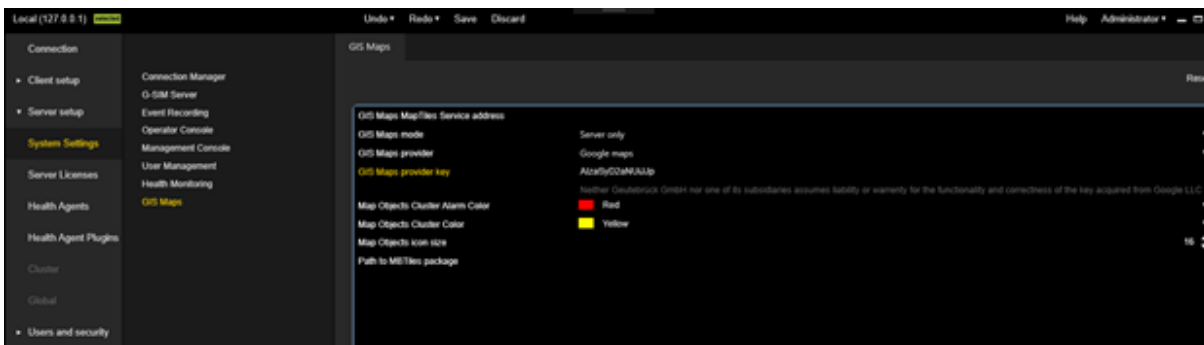 Local (127.0.0.1) selected Undo Redo Save Discard Help Administrator
Connection
Client setup
Server setup
System Settings
Server Licenses
Health Agents
Health Agent Plugins
Cluster
Global
Users and security
Connection Manager
G-SIM Server
Event Recording
Operator Console
Management Console
User Management
Health Monitoring
GIS Maps
GIS Maps
GIS Maps MapTiles Service address
GIS Maps mode Server only
GIS Maps provider Google maps
GIS Maps provider key
Neither Geutebrück GmbH nor one of its subsidiaries assumes liability or warrenty for the functionality and correctness of the key acquired from Google LLC
Map Objects Cluster Alarm Color Red
Map Objects Cluster Color Yellow
Map Objects icon size 16
Path to MBTiles package